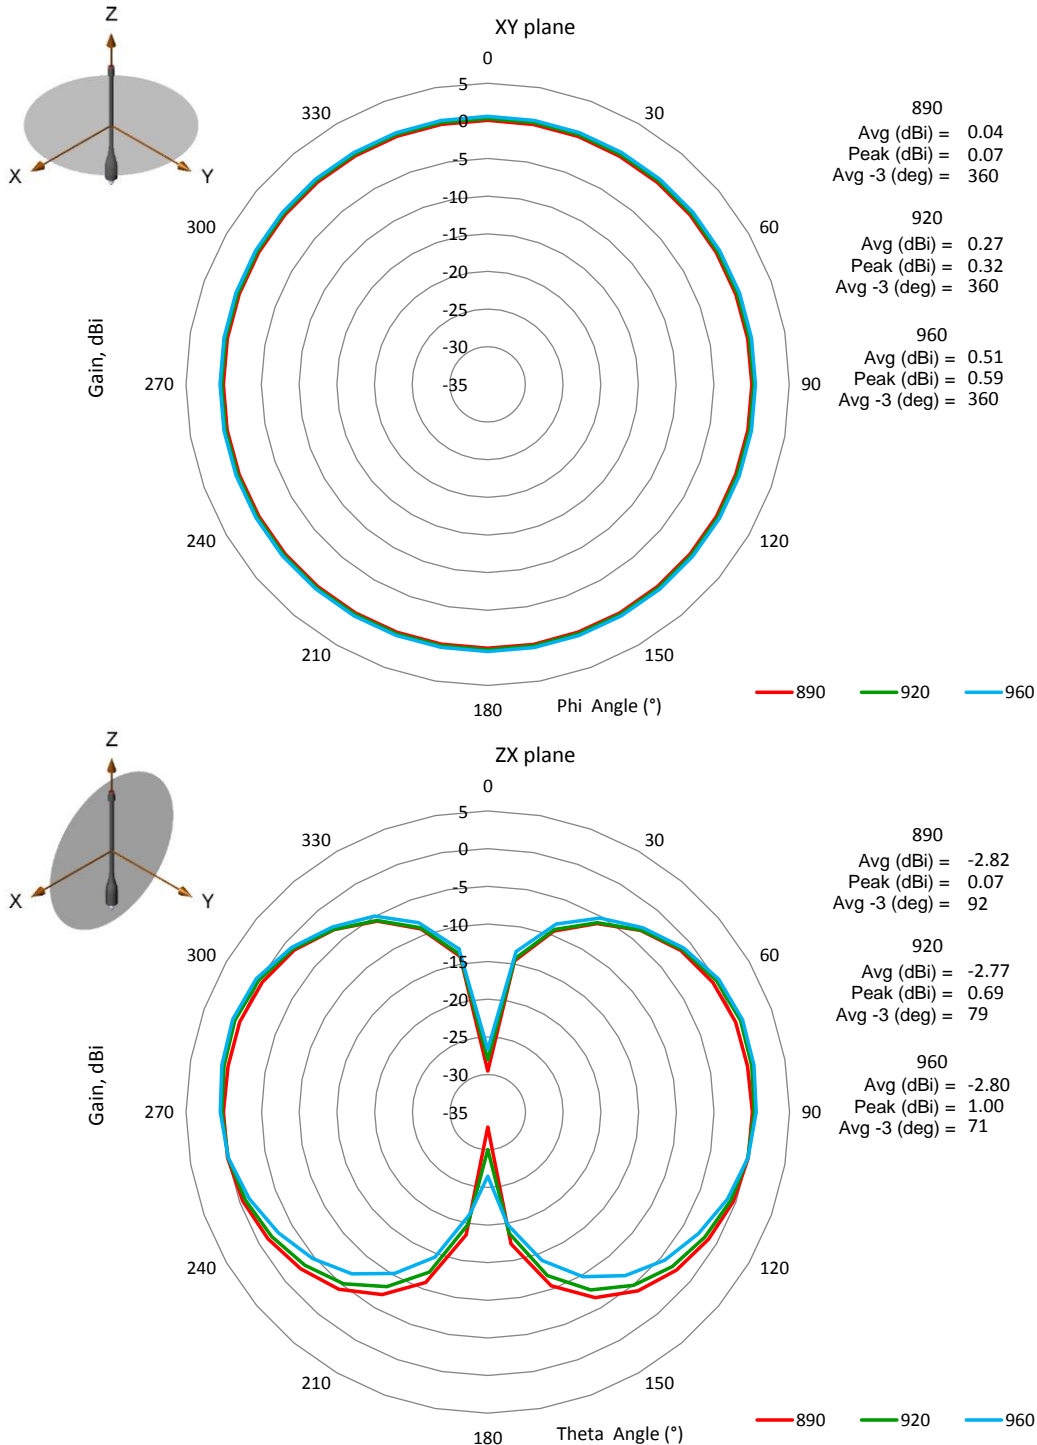 Z
X
Y
XY plane
0
30
60
90
120
150
180
210
240
270
300
330
5
0
-5
-10
-15
-20
-25
-30
-35
Gain, dBi
Phi Angle (°)
890
Avg (dBi) = 0.04
Peak (dBi) = 0.07
Avg -3 (deg) = 360
920
Avg (dBi) = 0.27
Peak (dBi) = 0.32
Avg -3 (deg) = 360
960
Avg (dBi) = 0.51
Peak (dBi) = 0.59
Avg -3 (deg) = 360
890 920 960
Z
X
Y
ZX plane
0
30
60
90
120
150
180
210
240
270
300
330
5
0
-5
-10
-15
-20
-25
-30
-35
Gain, dBi
Theta Angle (°)
890
Avg (dBi) = -2.82
Peak (dBi) = 0.07
Avg -3 (deg) = 92
920
Avg (dBi) = -2.77
Peak (dBi) = 0.69
Avg -3 (deg) = 79
960
Avg (dBi) = -2.80
Peak (dBi) = 1.00
Avg -3 (deg) = 71
890 920 960